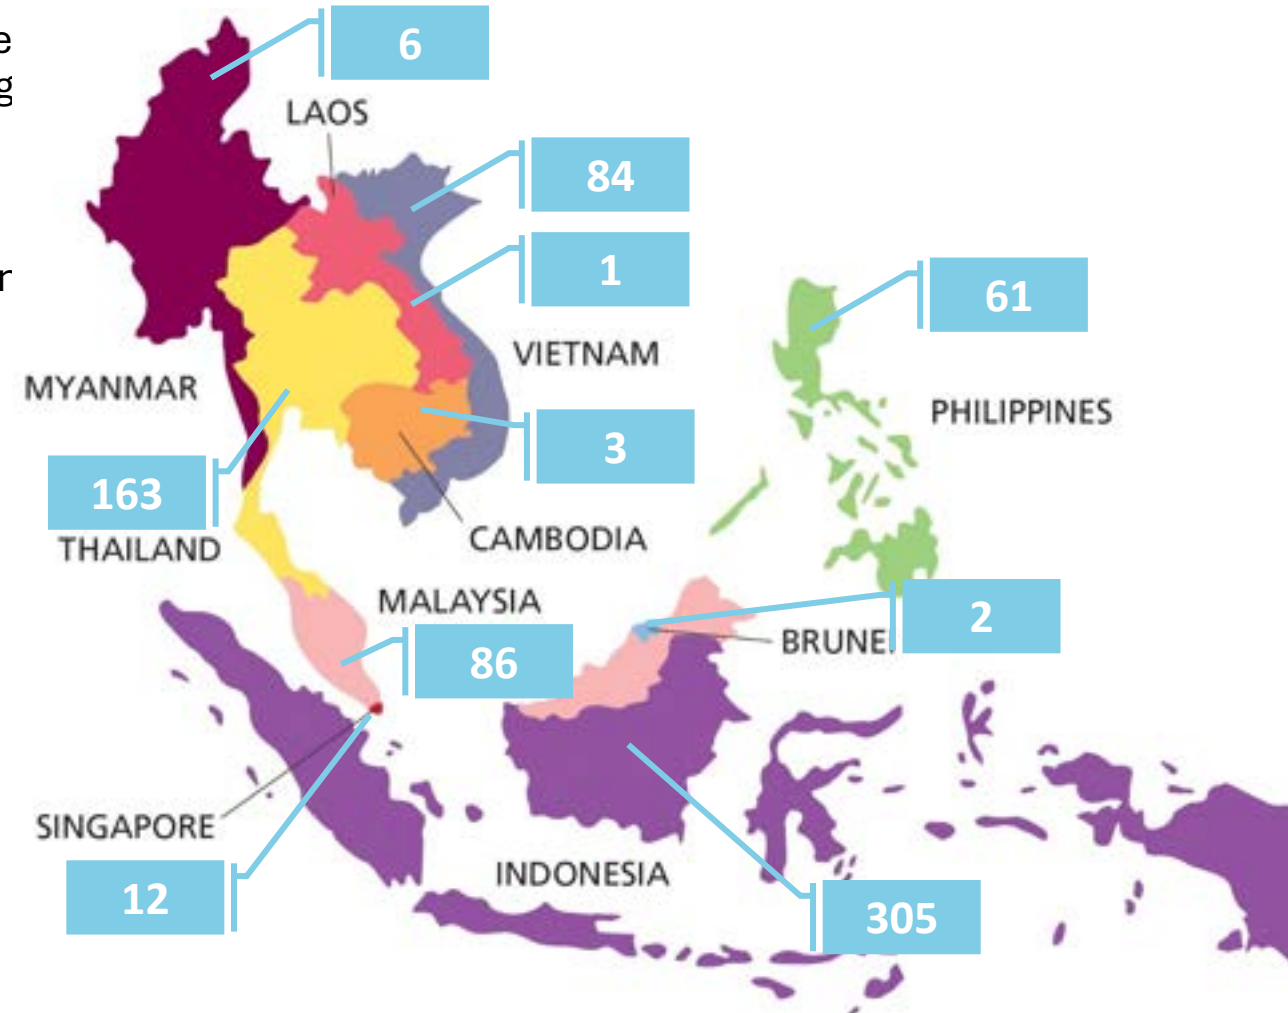 e
g
r
6
LAOS
84
1
61
VIETNAM
MYANMAR
PHILIPPINES
3
163
CAMBODIA
THAILAND
MALAYSIA
2
BRUNEI
86
SINGAPORE
INDONESIA
12
305